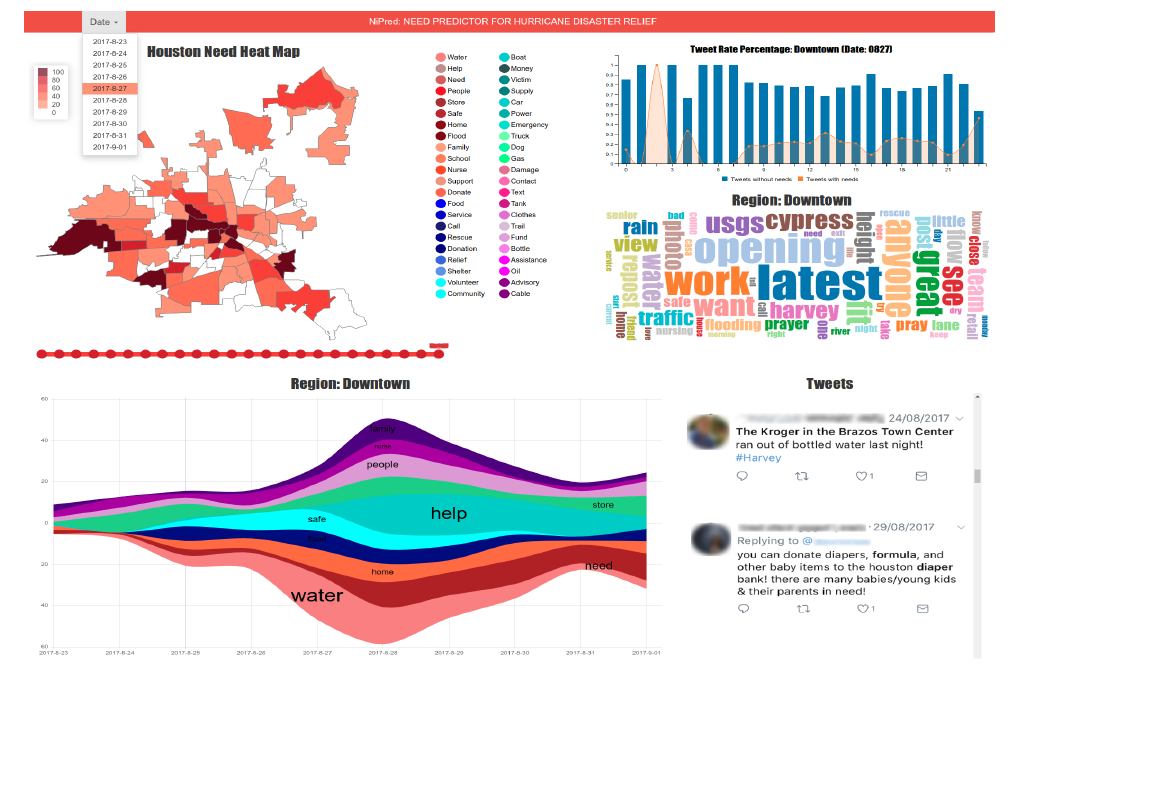 Date
NiPred: NEED PREDICTOR FOR HURRICANE DISASTER RELIEF
2017-8-23
2017-8-24
2017-8-25
2017-8-26
2017-8-27
2017-8-28
2017-8-29
2017-8-30
2017-8-31
2017-9-01
Houston Need Heat Map
100
80
60
40
20
0
Water
Help
Need
People
Store
Safe
Home
Flood
Family
School
Nurse
Support
Donate
Food
Service
Call
Rescue
Donation
Relief
Shelter
Volunteer
Community
Boat
Money
Victim
Supply
Car
Power
Emergency
Truck
Dog
Gas
Damage
Contact
Text
Tank
Clothes
Trail
Fund
Bottle
Assistance
Oil
Advisory
Cable
Tweet Rate Percentage: Downtown (Date: 0827)
1
0.9
0.8
0.7
0.6
0.5
0.4
0.3
0.2
0.1
0
0 3 6 9 12 15 18 21
Tweets without needs Tweets with needs
Region: Downtown
senior
bad
come
usgs
cypress
height
rescue
little
know
rain
photo
need
exit
open
anyone
post
day
flow
close
view
casa
opening
life
great
service
repost
water
work
tail
latest
see
team
start
safe
want
call
harvey
fit
try
dry
home
friend
traffic
house
flooding
prayer
one
night
take
pray
lane
retail
nearby
love
nursing
morning
right
river
keep
Region: Downtown
60
40
20
0
20
40
60
family
nurse
people
safe
help
store
food
home
need
water
2017-8-23 2017-8-24 2017-8-25 2017-8-26 2017-8-27 2017-8-28 2017-8-29 2017-8-30 2017-8-31 2017-9-01
Tweets
24/08/2017
The Kroger in the Brazos Town Center
ran out of bottled water last night!
#Harvey
1
· 29/08/2017
Replying to @
you can donate diapers, formula, and
other baby items to the houston diaper
bank! there are many babies/young kids
& their parents in need!
1